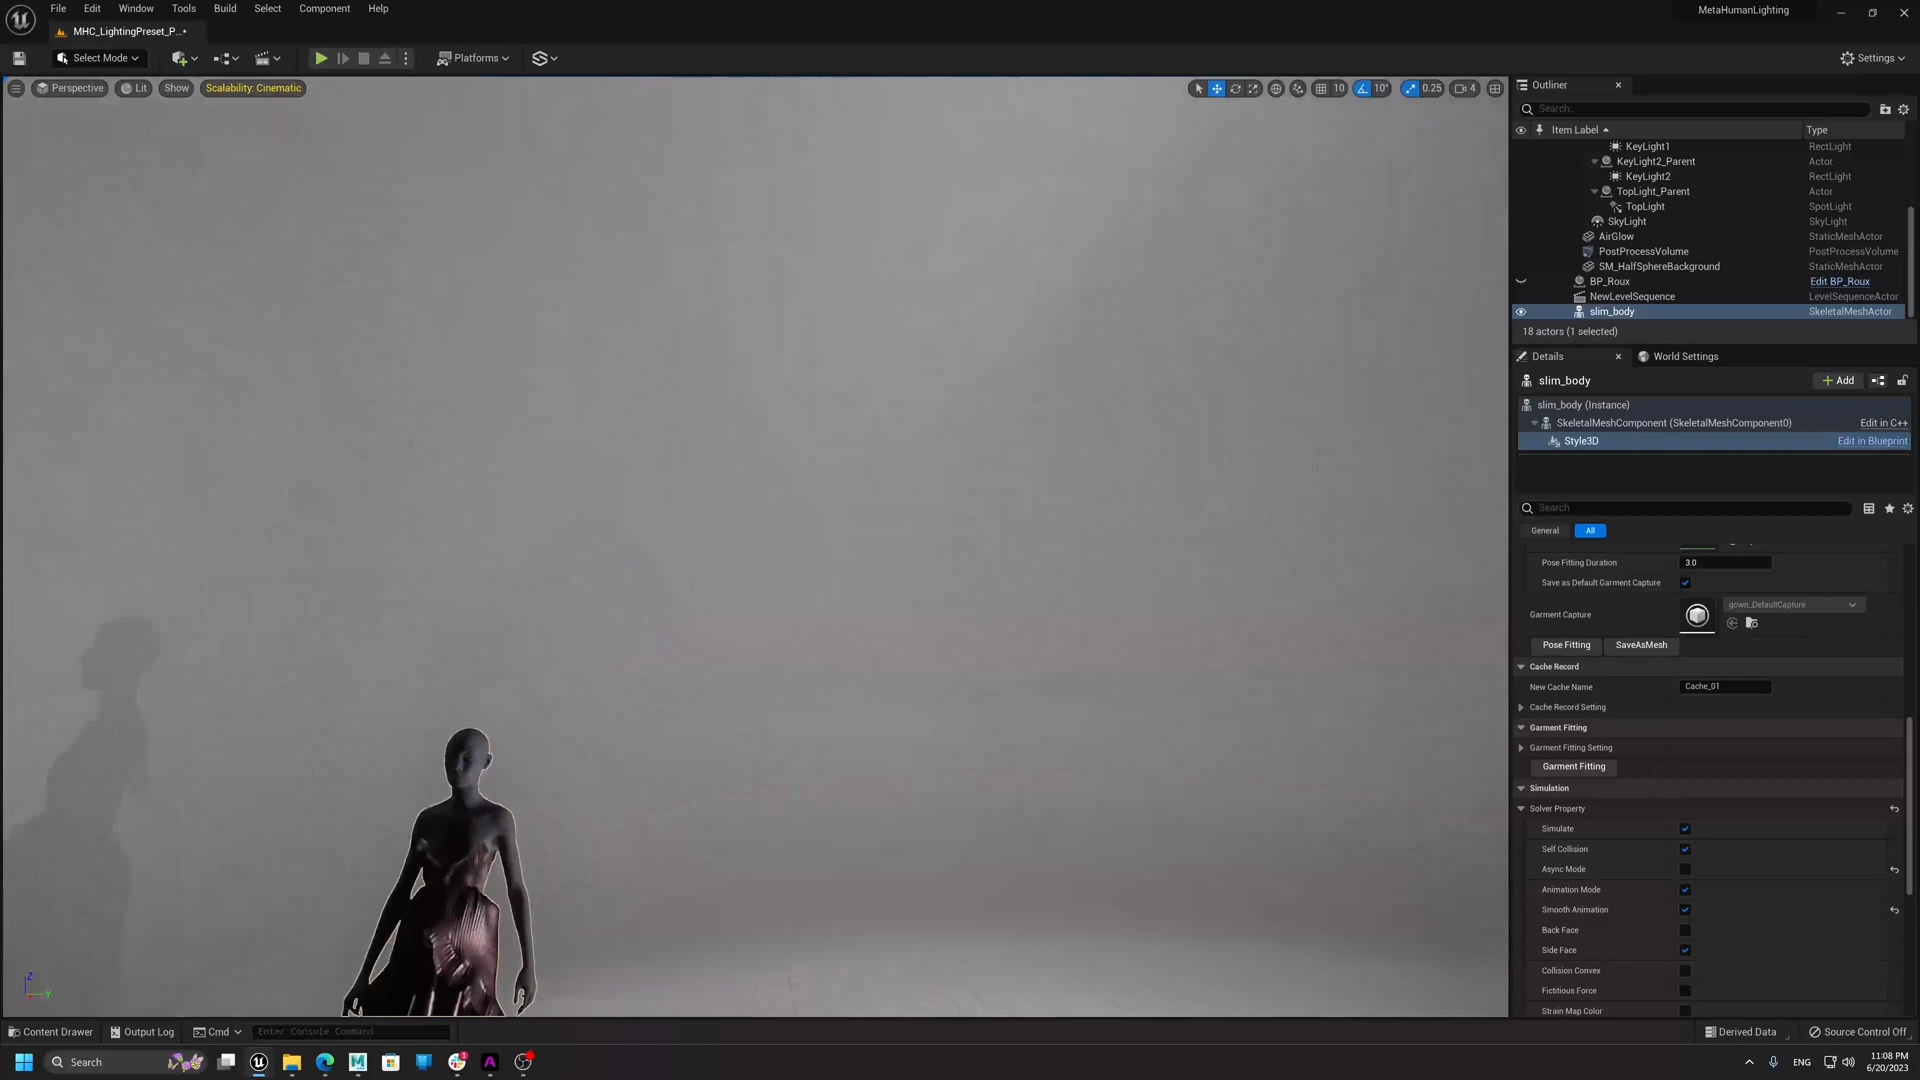 File Edit Window Tools Build Select Component Help
MetaHumanLighting
MHC_LightingPreset_P...*
Select Mode
Platforms
Settings
Perspective Lit Show Scalability: Cinematic
10 10° 0.25 4
Outliner
Search...
Item Label Type
KeyLight1 RectLight
KeyLight2_Parent Actor
KeyLight2 RectLight
TopLight_Parent Actor
TopLight SpotLight
SkyLight SkyLight
AirGlow StaticMeshActor
PostProcessVolume PostProcessVolume
SM_HalfSphereBackground StaticMeshActor
BP_Roux Edit BP_Roux
NewLevelSequence LevelSequenceActor
slim_body SkeletalMeshActor
18 actors (1 selected)
Details World Settings
slim_body
Add
slim_body (Instance)
SkeletalMeshComponent (SkeletalMeshComponent0) Edit in C++
Style3D Edit in Blueprint
Search
General All
Pose Fitting Duration 3.0
Save as Default Garment Capture
Garment Capture gown_DefaultCapture
Pose Fitting SaveAsMesh
Cache Record
New Cache Name Cache_01
Cache Record Setting
Garment Fitting
Garment Fitting Setting
Garment Fitting
Simulation
Solver Property
Simulate
Self Collision
Async Mode
Animation Mode
Smooth Animation
Back Face
Side Face
Collision Convex
Fictitious Force
Strain Map Color
Z
Y
Content Drawer Output Log Cmd Enter Console Command Derived Data Source Control Off
Search
1
ENG
11:08 PM
6/20/2023